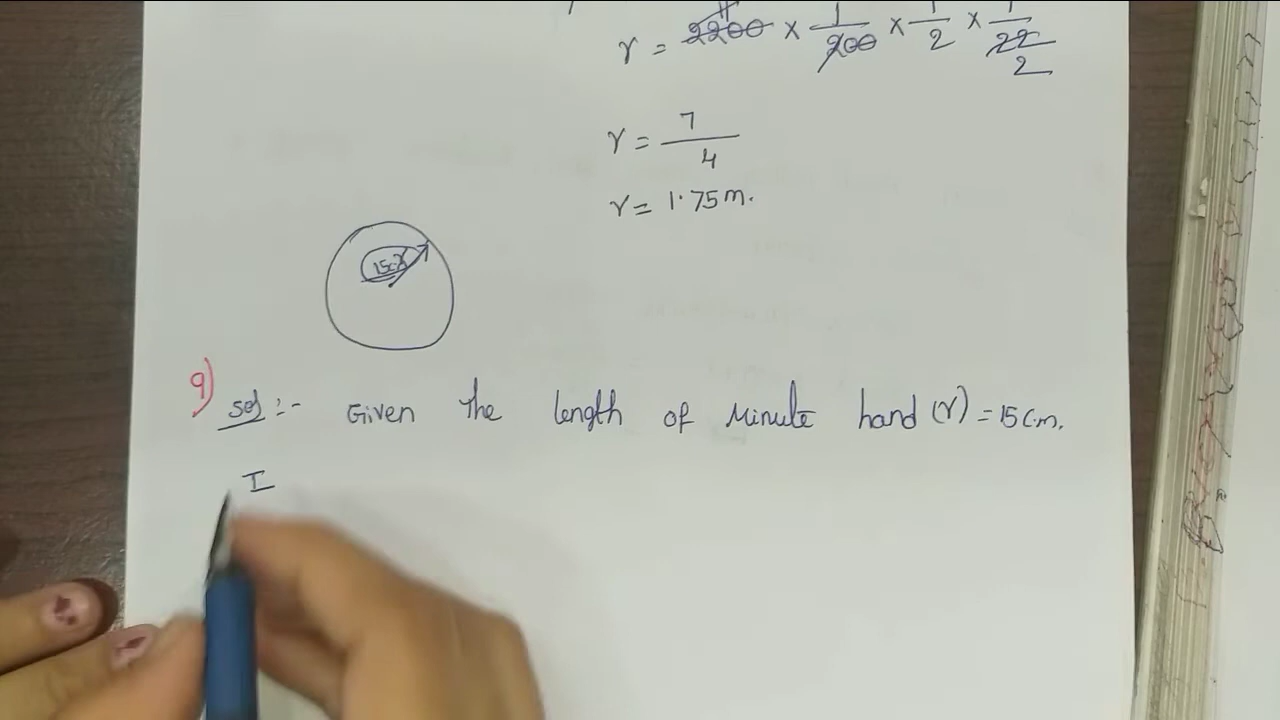 r = 2200 × 1/200 × 1/2 × 1/22
11
2
r = 7/4
r = 1.75 m.
15cm
9) Sol :- Given the length of Minute hand (r) = 15 cm.
I